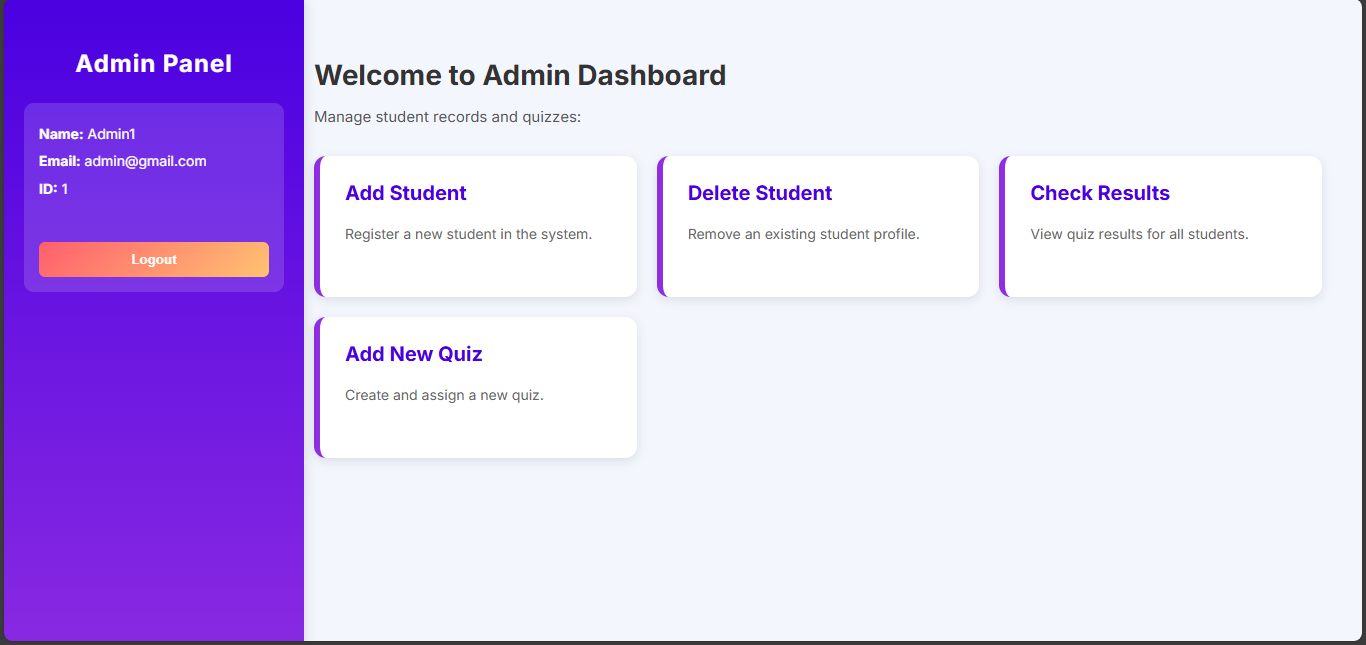 Admin Panel
Name: Admin1
Email: admin@gmail.com
ID: 1
Logout
Welcome to Admin Dashboard
Manage student records and quizzes:
Add Student
Register a new student in the system.
Delete Student
Remove an existing student profile.
Check Results
View quiz results for all students.
Add New Quiz
Create and assign a new quiz.